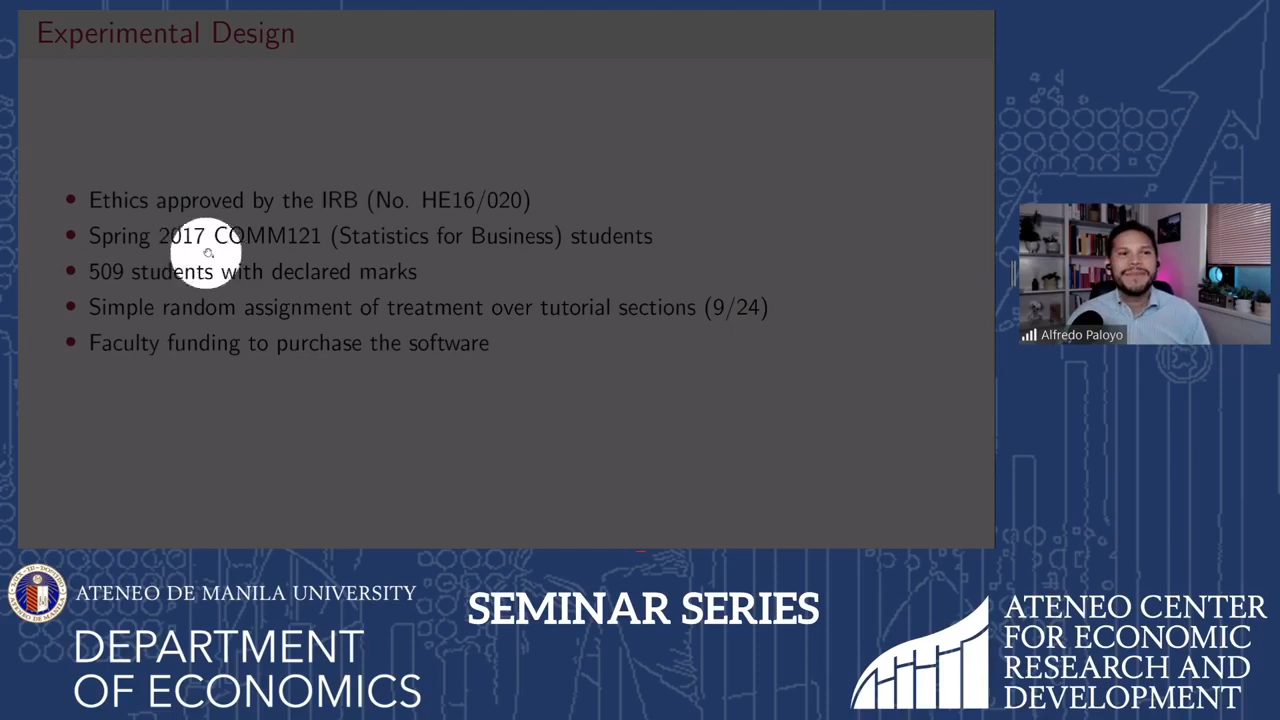 Experimental Design
• Ethics approved by the IRB (No. HE16/020)
• Spring 2017 COMM121 (Statistics for Business) students
• 509 students with declared marks
• Simple random assignment of treatment over tutorial sections (9/24)
• Faculty funding to purchase the software
Alfredo Paloyo
ATENEO DE MANILA UNIVERSITY
DEPARTMENT
OF ECONOMICS
SEMINAR SERIES
ATENEO CENTER
FOR ECONOMIC
RESEARCH AND
DEVELOPMENT